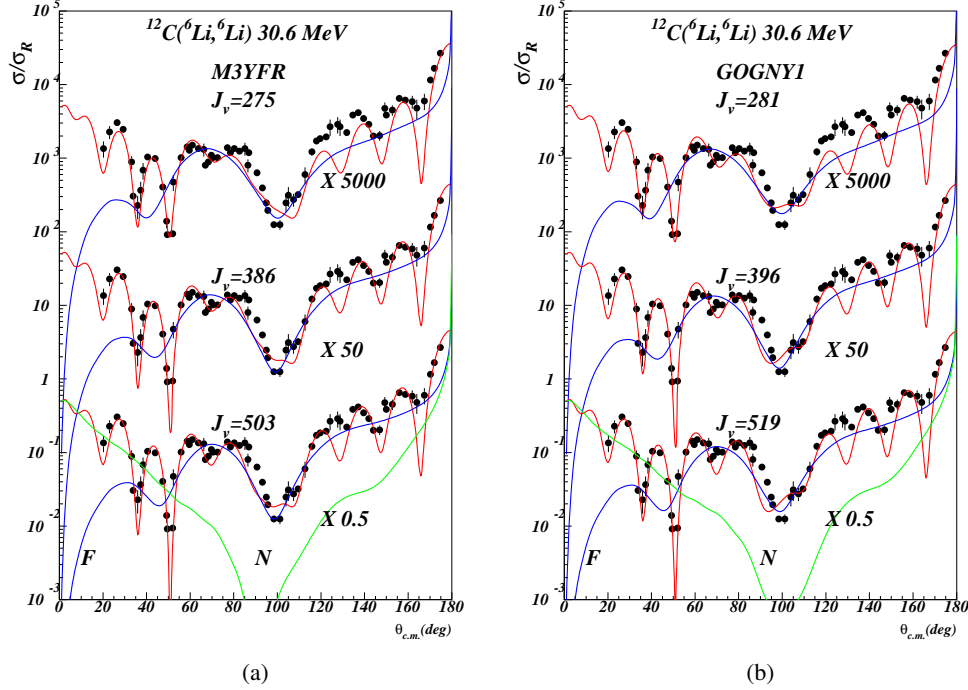 σ/σ_R
10^5
10^4
10^3
10^2
10
1
10^-1
10^-2
10^-3
^12C(^6Li,^6Li) 30.6 MeV
M3YFR
J_v=275
X 5000
J_v=386
X 50
J_v=503
X 0.5
F
N
0 20 40 60 80 100 120 140 160 180
θ_c.m.(deg)
(a)
σ/σ_R
10^5
10^4
10^3
10^2
10
1
10^-1
10^-2
10^-3
^12C(^6Li,^6Li) 30.6 MeV
GOGNY1
J_v=281
X 5000
J_v=396
X 50
J_v=519
X 0.5
F
N
0 20 40 60 80 100 120 140 160 180
θ_c.m.(deg)
(b)